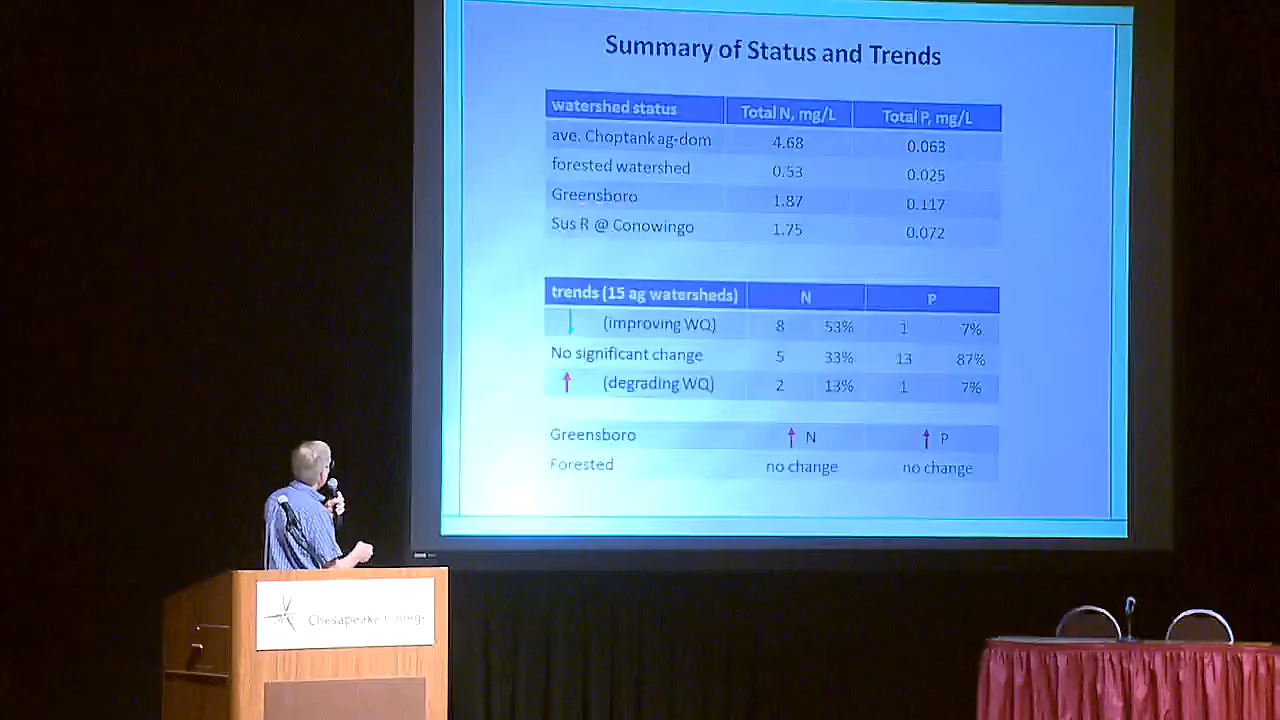 Summary of Status and Trends
watershed status Total N, mg/L Total P, mg/L
ave. Choptank ag-dom 4.68 0.063
forested watershed 0.53 0.025
Greensboro 1.87 0.117
Sus R @ Conowingo 1.75 0.072
trends (15 ag watersheds) N P
↓ (improving WQ) 8 53% 1 7%
No significant change 5 33% 13 87%
↑ (degrading WQ) 2 13% 1 7%
Greensboro ↑ N ↑ P
Forested no change no change
Chesapeake College